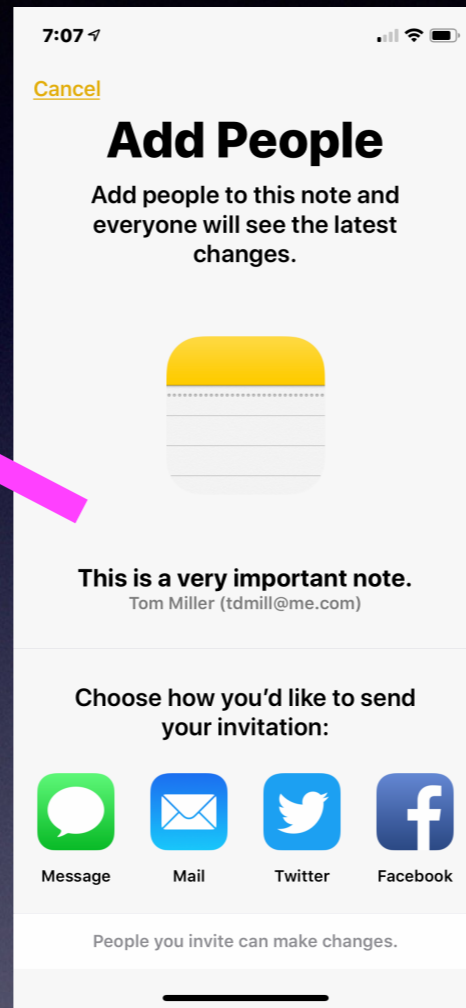 7:07
Cancel
Add People
Add people to this note and
everyone will see the latest
changes.
This is a very important note.
Tom Miller (tdmill@me.com)
Choose how you’d like to send
your invitation:
Message Mail Twitter Facebook
People you invite can make changes.